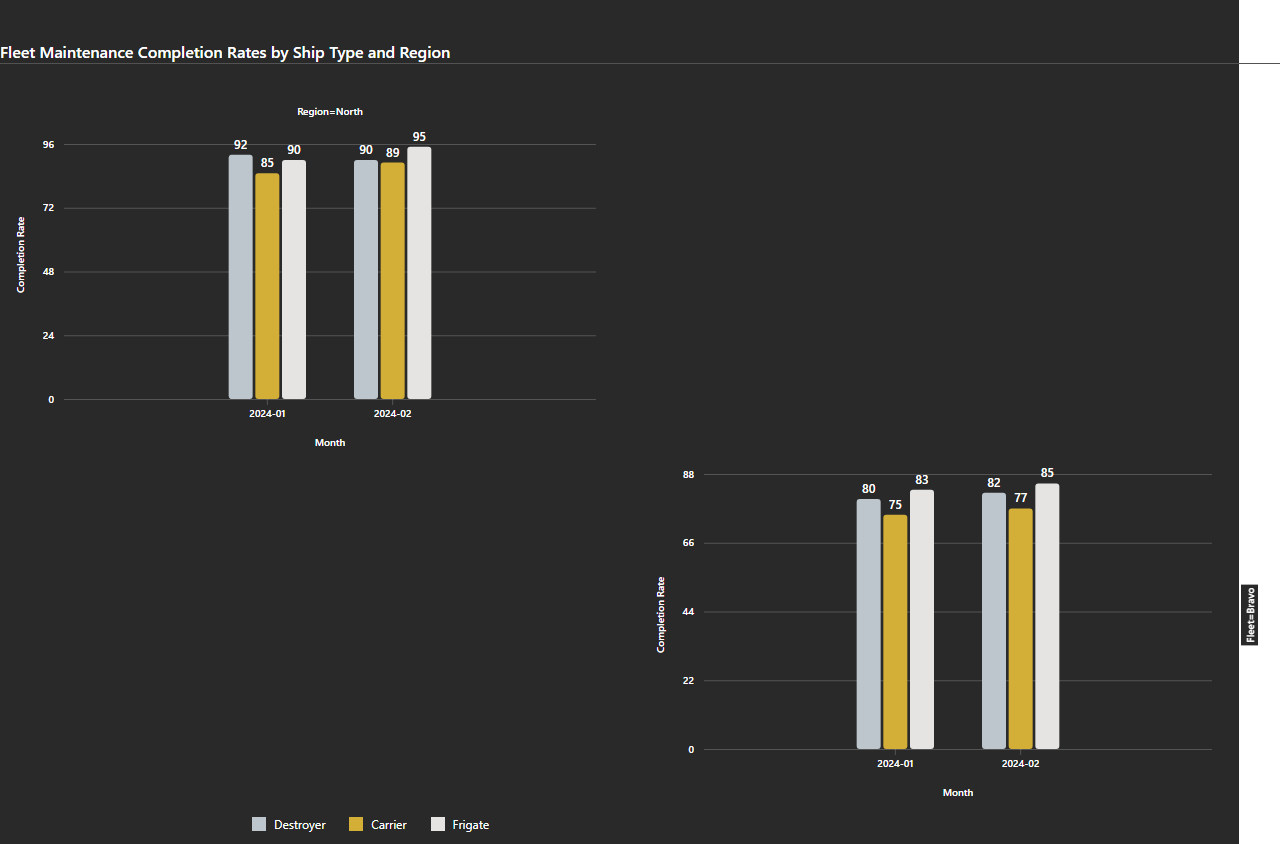 Fleet Maintenance Completion Rates by Ship Type and Region
Region=North
96
72
48
24
0
Completion Rate
92
85
90
90
89
95
2024-01
2024-02
Month
88
66
44
22
0
Completion Rate
80
75
83
82
77
85
2024-01
2024-02
Month
Fleet=Bravo
Destroyer
Carrier
Frigate